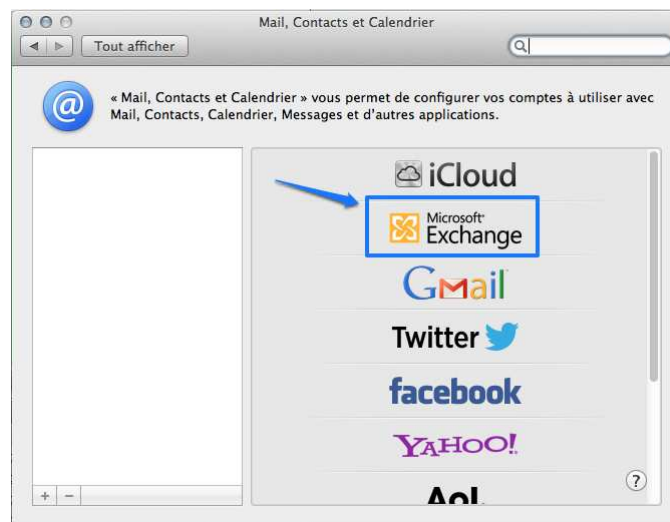 Mail, Contacts et Calendrier
Tout afficher
« Mail, Contacts et Calendrier » vous permet de configurer vos comptes à utiliser avec
Mail, Contacts, Calendrier, Messages et d'autres applications.
iCloud
Microsoft
Exchange
Gmail
Twitter
facebook
YAHOO!
Aol.
?
+ −